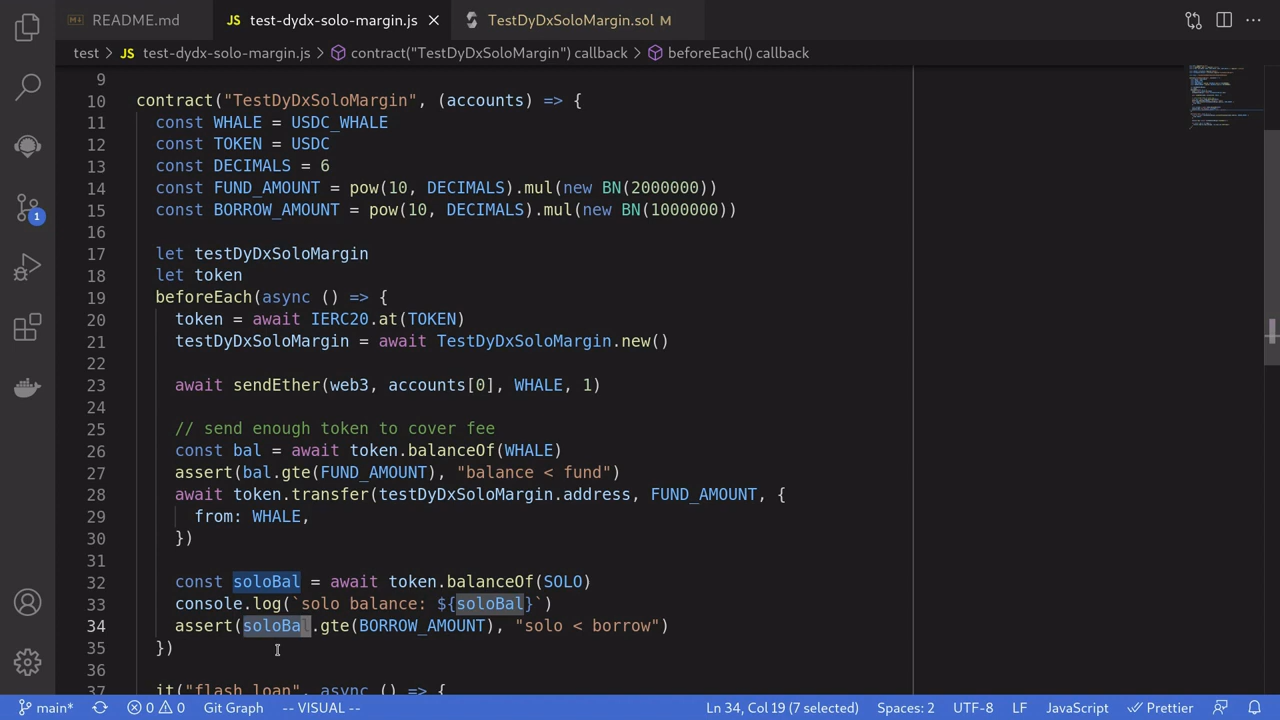 README.md
JS test-dydx-solo-margin.js
TestDyDxSoloMargin.sol M
test > JS test-dydx-solo-margin.js > contract("TestDyDxSoloMargin") callback > beforeEach() callback
9
10 contract("TestDyDxSoloMargin", (accounts) => {
11 const WHALE = USDC_WHALE
12 const TOKEN = USDC
13 const DECIMALS = 6
14 const FUND_AMOUNT = pow(10, DECIMALS).mul(new BN(2000000))
15 const BORROW_AMOUNT = pow(10, DECIMALS).mul(new BN(1000000))
16
17 let testDyDxSoloMargin
18 let token
19 beforeEach(async () => {
20 token = await IERC20.at(TOKEN)
21 testDyDxSoloMargin = await TestDyDxSoloMargin.new()
22
23 await sendEther(web3, accounts[0], WHALE, 1)
24
25 // send enough token to cover fee
26 const bal = await token.balanceOf(WHALE)
27 assert(bal.gte(FUND_AMOUNT), "balance < fund")
28 await token.transfer(testDyDxSoloMargin.address, FUND_AMOUNT, {
29 from: WHALE,
30 })
31
32 const soloBal = await token.balanceOf(SOLO)
33 console.log(`solo balance: ${soloBal}`)
34 assert(soloBal.gte(BORROW_AMOUNT), "solo < borrow")
35 })
36
37 it("flash loan", async () => {
1
main* 0 0 Git Graph -- VISUAL -- Ln 34, Col 19 (7 selected) Spaces: 2 UTF-8 LF JavaScript Prettier